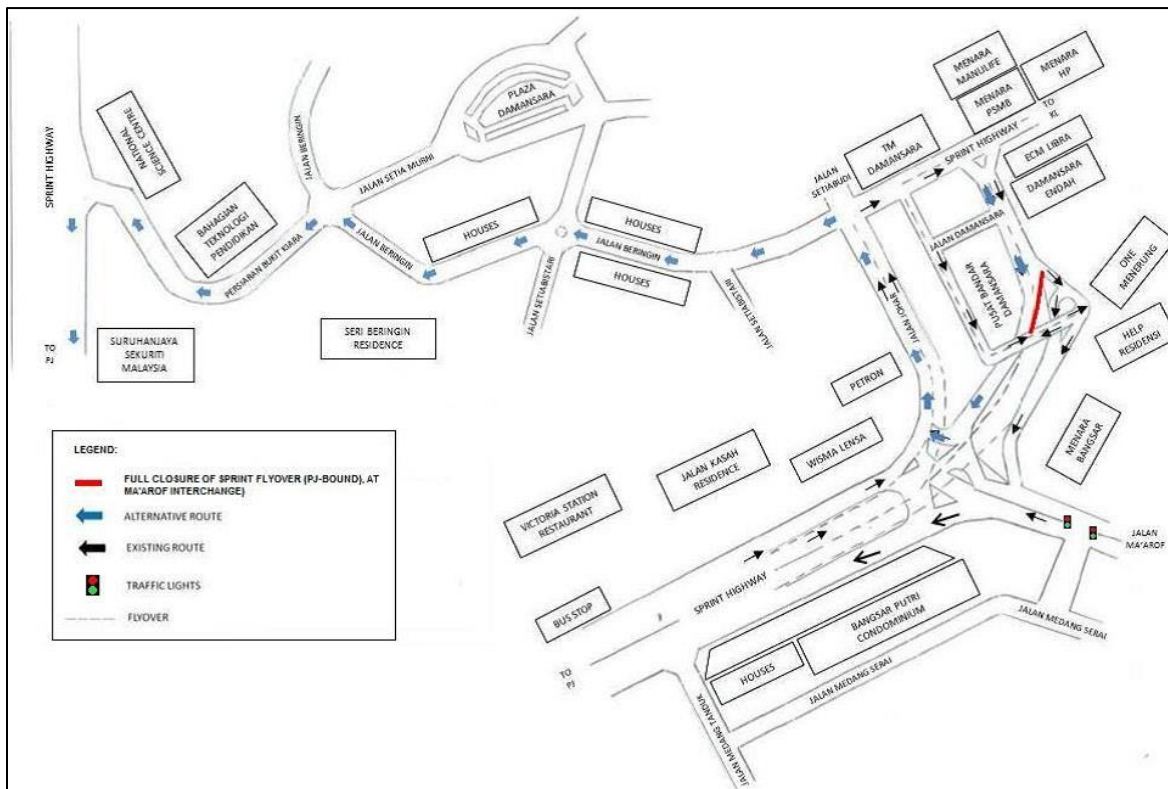 SPRINT HIGHWAY
NATIONAL
SCIENCE CENTRE
BAHAGIAN
TEKNOLOGI
PENDIDIKAN
JALAN BERINGIN
PERSIARAN BUKIT KIARA
JALAN SETIA MURNI
PLAZA
DAMANSARA
JALAN BERINGIN
HOUSES
HOUSES
JALAN BERINGIN
HOUSES
JALAN SETIABISTARI
JALAN SETIABISTARI
JALAN
SETIABUDI
TM
DAMANSARA
MENARA
MANULIFE
MENARA
PSMB
MENARA
HP
TO
KL
SPRINT HIGHWAY
ECM LIBRA
DAMANSARA
ENDAH
JALAN DAMANSARA
PUSAT BANDAR
DAMANSARA
JALAN JOHAR
ONE
MENERUNG
HELP
RESIDENSI
MENARA
BANGSAR
TO
PJ
SURUHANJAYA
SEKURITI
MALAYSIA
SERI BERINGIN
RESIDENCE
PETRON
WISMA LENSA
JALAN KASAH
RESIDENCE
VICTORIA STATION
RESTAURANT
BUS STOP
SPRINT HIGHWAY
TO
PJ
JALAN
MA'AROF
BANGSAR PUTRI
CONDOMINIUM
HOUSES
JALAN MEDANG SERAI
JALAN MEDANG SERAI
JALAN MEDANG TANDUK
LEGEND:
FULL CLOSURE OF SPRINT FLYOVER (PJ-BOUND), AT
MA'AROF INTERCHANGE)
ALTERNATIVE ROUTE
EXISTING ROUTE
TRAFFIC LIGHTS
FLYOVER